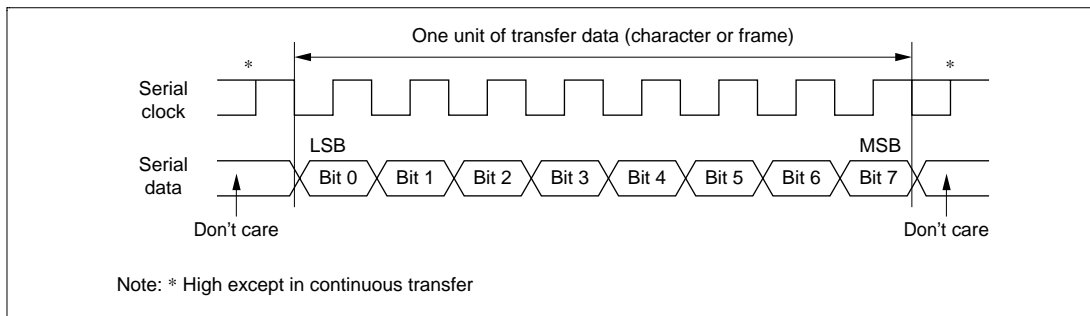 One unit of transfer data (character or frame)
* *
Serial
clock
LSB MSB
Serial
data
Bit 0 Bit 1 Bit 2 Bit 3 Bit 4 Bit 5 Bit 6 Bit 7
Don't care Don't care
Note: * High except in continuous transfer